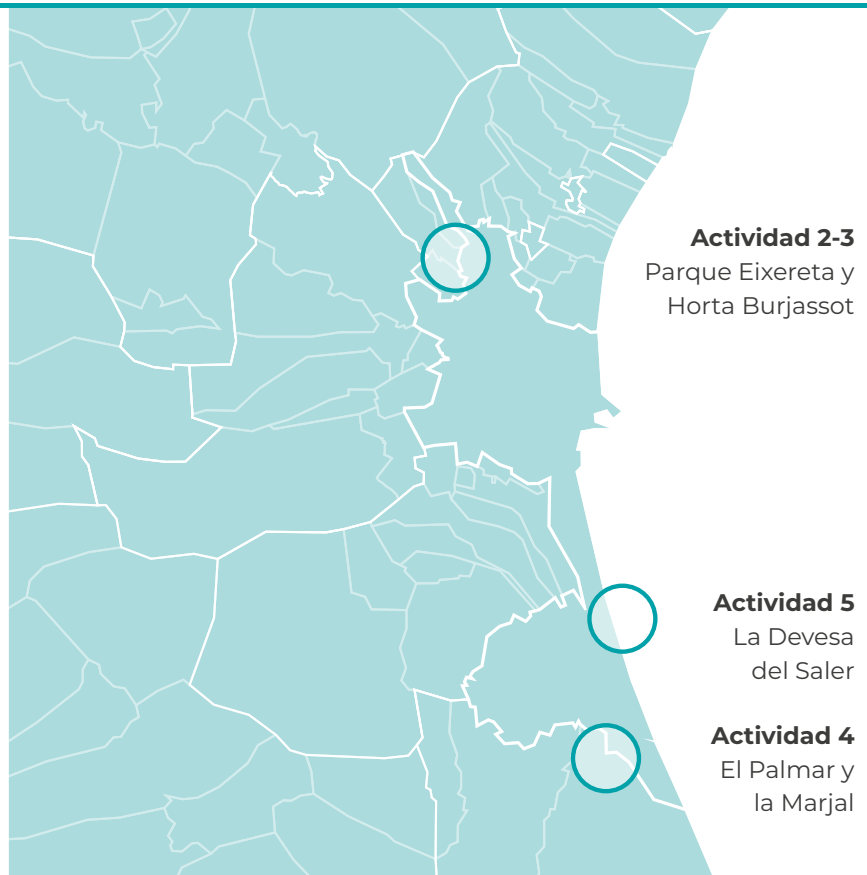 Actividad 2-3
Parque Eixereta y
Horta Burjassot
Actividad 5
La Devesa
del Saler
Actividad 4
El Palmar y
la Marjal